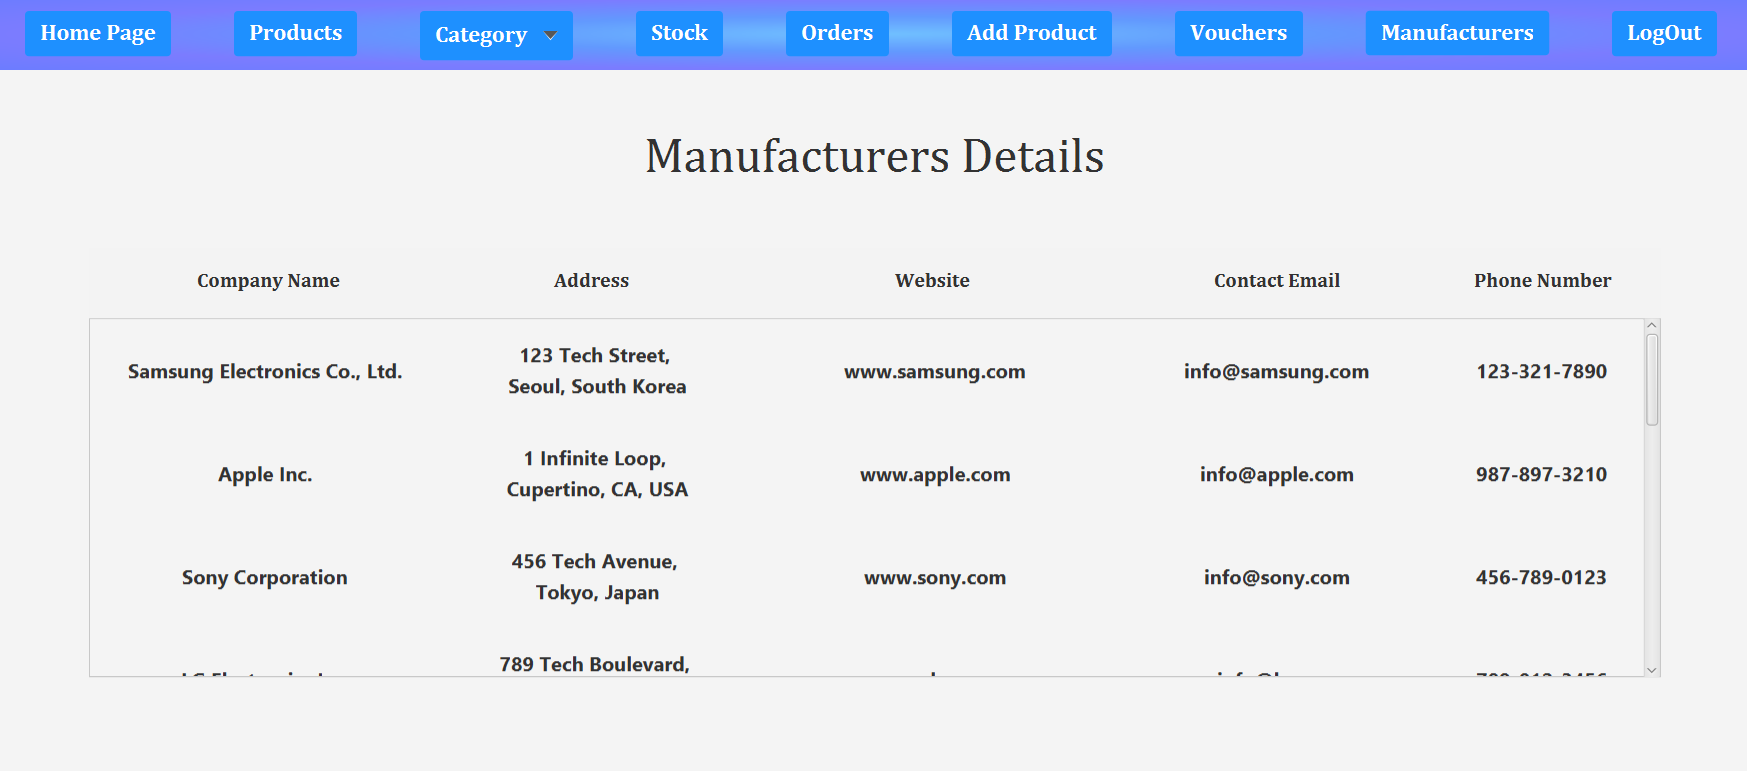 Home Page Products Category Stock Orders Add Product Vouchers Manufacturers LogOut
Manufacturers Details
Company Name Address Website Contact Email Phone Number
123 Tech Street,
Samsung Electronics Co., Ltd. www.samsung.com info@samsung.com 123-321-7890
Seoul, South Korea
1 Infinite Loop,
Apple Inc. www.apple.com info@apple.com 987-897-3210
Cupertino, CA, USA
456 Tech Avenue,
Sony Corporation www.sony.com info@sony.com 456-789-0123
Tokyo, Japan
789 Tech Boulevard,